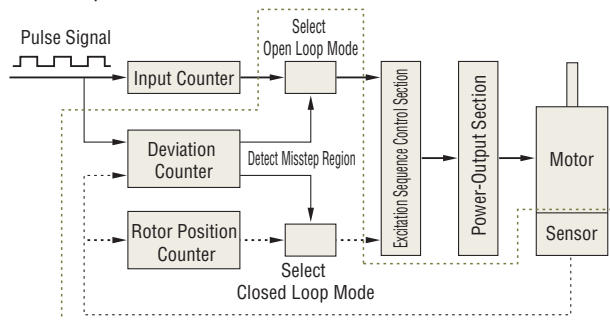 Pulse Signal
Select
Open Loop Mode
Input Counter
Deviation
Counter
Detect Misstep Region
Rotor Position
Counter
Select
Closed Loop Mode
Excitation Sequence Control Section
Power-Output Section
Motor
Sensor